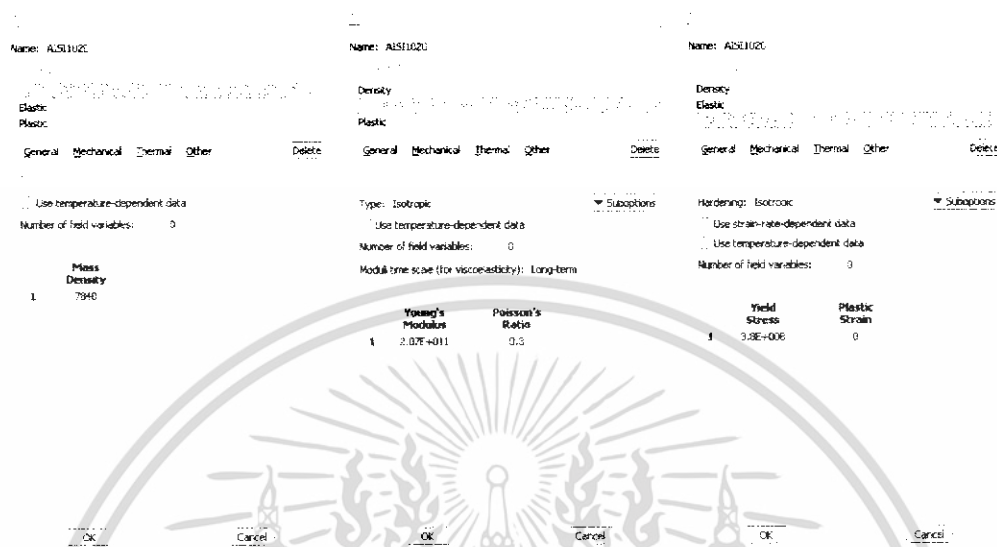 Name: AISI1020
Elastic
Plastic
General Mechanical Thermal Other Delete
Use temperature-dependent data
Number of field variables: 0
Mass
Density
1
Name: AISI1020
Density
Plastic
General Mechanical Thermal Other Delete
Type: Isotropic Suboptions
Use temperature-dependent data
Number of field variables: 0
Moduli time scale (for viscoelasticity): Long-term
Young's Poisson's
Modulus Ratio
1 2.07E+011 0.3
Name: AISI1020
Density
Elastic
General Mechanical Thermal Other Delete
Hardening: Isotropic Suboptions
Use strain-rate-dependent data
Use temperature-dependent data
Number of field variables: 0
Yield Plastic
Stress Strain
1 3.8E+008 0
OK Cancel OK Cancel OK Cancel